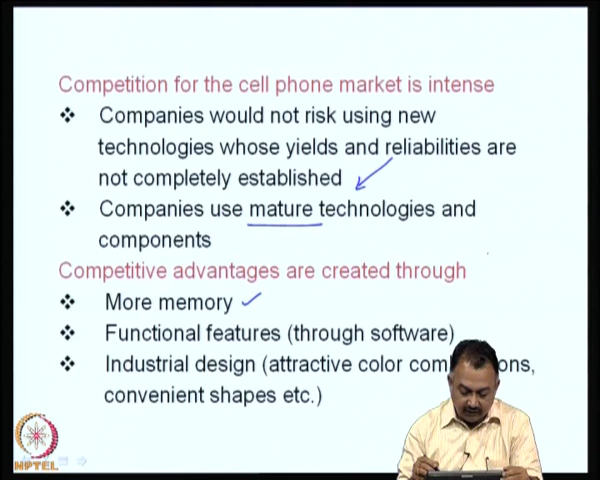 Competition for the cell phone market is intense
❖ Companies would not risk using new
technologies whose yields and reliabilities are
not completely established
❖ Companies use mature technologies and
components
Competitive advantages are created through
❖ More memory
❖ Functional features (through software)
❖ Industrial design (attractive color com ons,
convenient shapes etc.)
NPTEL